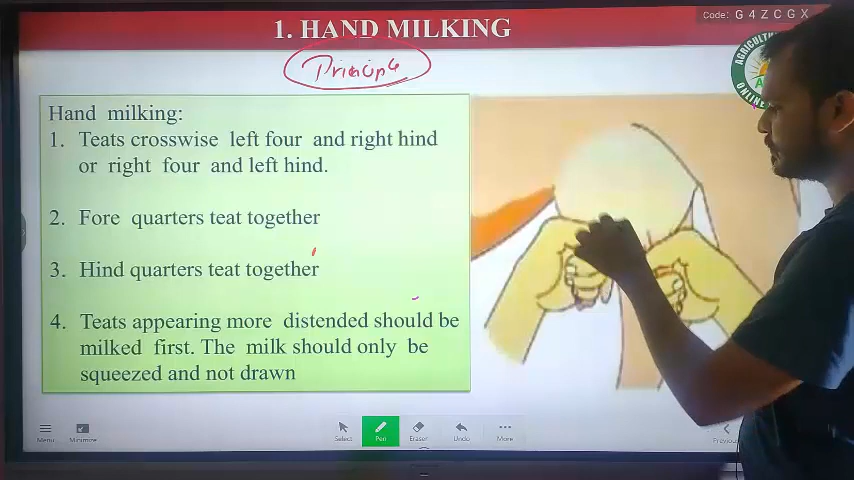 Code: G 4 Z C G X
1. HAND MILKING
Principle
AGRICULTU
ONLINE
Hand milking:
1. Teats crosswise left four and right hind
or right four and left hind.
2. Fore quarters teat together
3. Hind quarters teat together
4. Teats appearing more distended should be
milked first. The milk should only be
squeezed and not drawn
Menu
Minimize
Select
Pen
Eraser
Undo
More
Previous